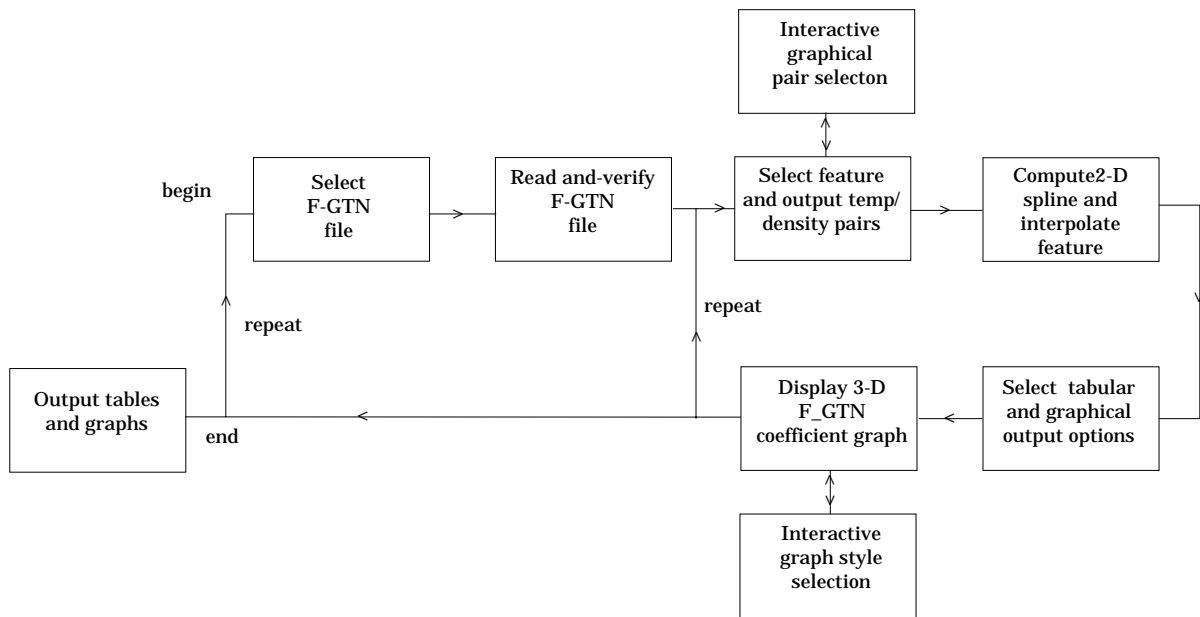 Interactive
graphical
pair selecton
begin
Select
F-GTN
file
Read and-verify
F-GTN
file
Select feature
and output temp/
density pairs
Compute2-D
spline and
interpolate
feature
repeat
repeat
Output tables
and graphs
end
Display 3-D
F_GTN
coefficient graph
Select tabular
and graphical
output options
Interactive
graph style
selection